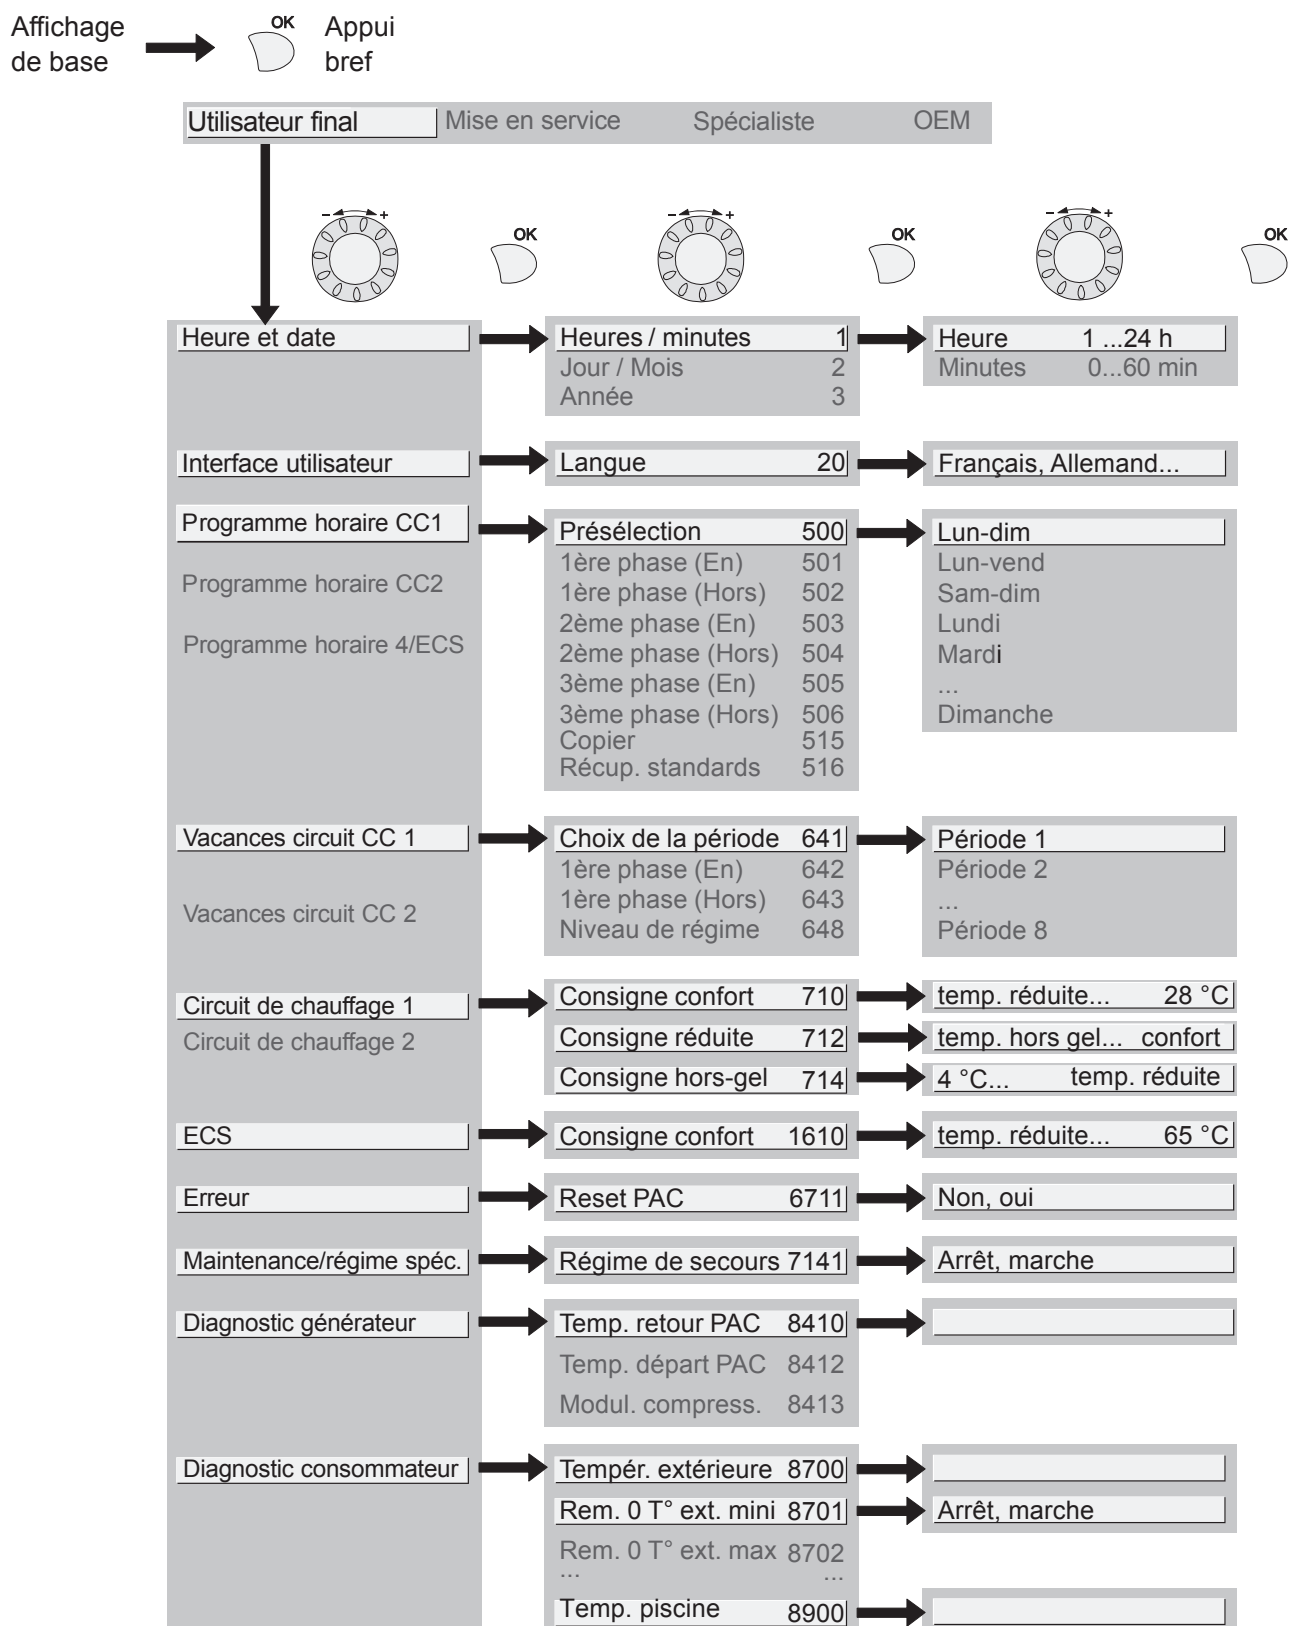 Affichage de base
OK
Appui bref
Utilisateur final Mise en service Spécialiste OEM
- + OK - + OK - + OK
Heure et date Heures / minutes 1 Heure 1 ...24 h
Jour / Mois 2 Minutes 0...60 min
Année 3
Interface utilisateur Langue 20 Français, Allemand...
Programme horaire CC1 Présélection 500 Lun-dim
1ère phase (En) 501 Lun-vend
Programme horaire CC2 1ère phase (Hors) 502 Sam-dim
2ème phase (En) 503 Lundi
Programme horaire 4/ECS 2ème phase (Hors) 504 Mardi
3ème phase (En) 505 ...
3ème phase (Hors) 506 Dimanche
Copier 515
Récup. standards 516
Vacances circuit CC 1 Choix de la période 641 Période 1
1ère phase (En) 642 Période 2
1ère phase (Hors) 643 ...
Vacances circuit CC 2 Niveau de régime 648 Période 8
Circuit de chauffage 1 Consigne confort 710 temp. réduite... 28 °C
Circuit de chauffage 2 Consigne réduite 712 temp. hors gel... confort
Consigne hors-gel 714 4 °C... temp. réduite
ECS Consigne confort 1610 temp. réduite... 65 °C
Erreur Reset PAC 6711 Non, oui
Maintenance/régime spéc. Régime de secours 7141 Arrêt, marche
Diagnostic générateur Temp. retour PAC 8410
Temp. départ PAC 8412
Modul. compress. 8413
Diagnostic consommateur Tempér. extérieure 8700
Rem. 0 T° ext. mini 8701 Arrêt, marche
Rem. 0 T° ext. max 8702
... ...
Temp. piscine 8900